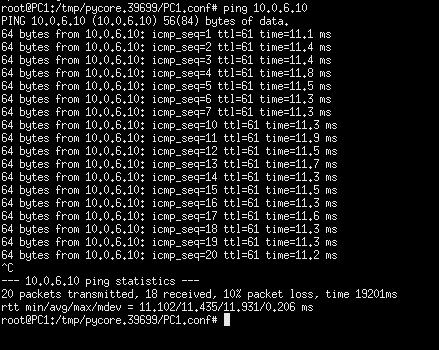 root@PC1:/tmp/pycore.39699/PC1.conf# ping 10.0.6.10
PING 10.0.6.10 (10.0.6.10) 56(84) bytes of data.
64 bytes from 10.0.6.10: icmp_seq=1 ttl=61 time=11.1 ms
64 bytes from 10.0.6.10: icmp_seq=2 ttl=61 time=11.4 ms
64 bytes from 10.0.6.10: icmp_seq=3 ttl=61 time=11.4 ms
64 bytes from 10.0.6.10: icmp_seq=4 ttl=61 time=11.8 ms
64 bytes from 10.0.6.10: icmp_seq=5 ttl=61 time=11.5 ms
64 bytes from 10.0.6.10: icmp_seq=6 ttl=61 time=11.3 ms
64 bytes from 10.0.6.10: icmp_seq=7 ttl=61 time=11.3 ms
64 bytes from 10.0.6.10: icmp_seq=10 ttl=61 time=11.3 ms
64 bytes from 10.0.6.10: icmp_seq=11 ttl=61 time=11.9 ms
64 bytes from 10.0.6.10: icmp_seq=12 ttl=61 time=11.5 ms
64 bytes from 10.0.6.10: icmp_seq=13 ttl=61 time=11.7 ms
64 bytes from 10.0.6.10: icmp_seq=14 ttl=61 time=11.3 ms
64 bytes from 10.0.6.10: icmp_seq=15 ttl=61 time=11.5 ms
64 bytes from 10.0.6.10: icmp_seq=16 ttl=61 time=11.3 ms
64 bytes from 10.0.6.10: icmp_seq=17 ttl=61 time=11.6 ms
64 bytes from 10.0.6.10: icmp_seq=18 ttl=61 time=11.3 ms
64 bytes from 10.0.6.10: icmp_seq=19 ttl=61 time=11.3 ms
64 bytes from 10.0.6.10: icmp_seq=20 ttl=61 time=11.2 ms
^C
--- 10.0.6.10 ping statistics ---
20 packets transmitted, 18 received, 10% packet loss, time 19201ms
rtt min/avg/max/mdev = 11.102/11.435/11.931/0.206 ms
root@PC1:/tmp/pycore.39699/PC1.conf#